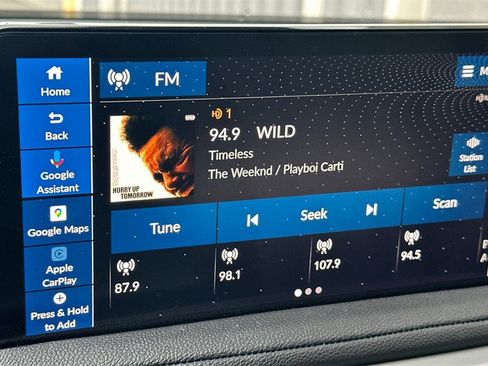 Home
FM
M
Back
1
94.9 WILD
Timeless
The Weeknd / Playboi Carti
HURRY UP
TOMORROW
Google
Assistant
Station
List
Google Maps
Tune
Seek
Scan
Apple
CarPlay
87.9
98.1
107.9
94.5
P
A
Press & Hold
to Add